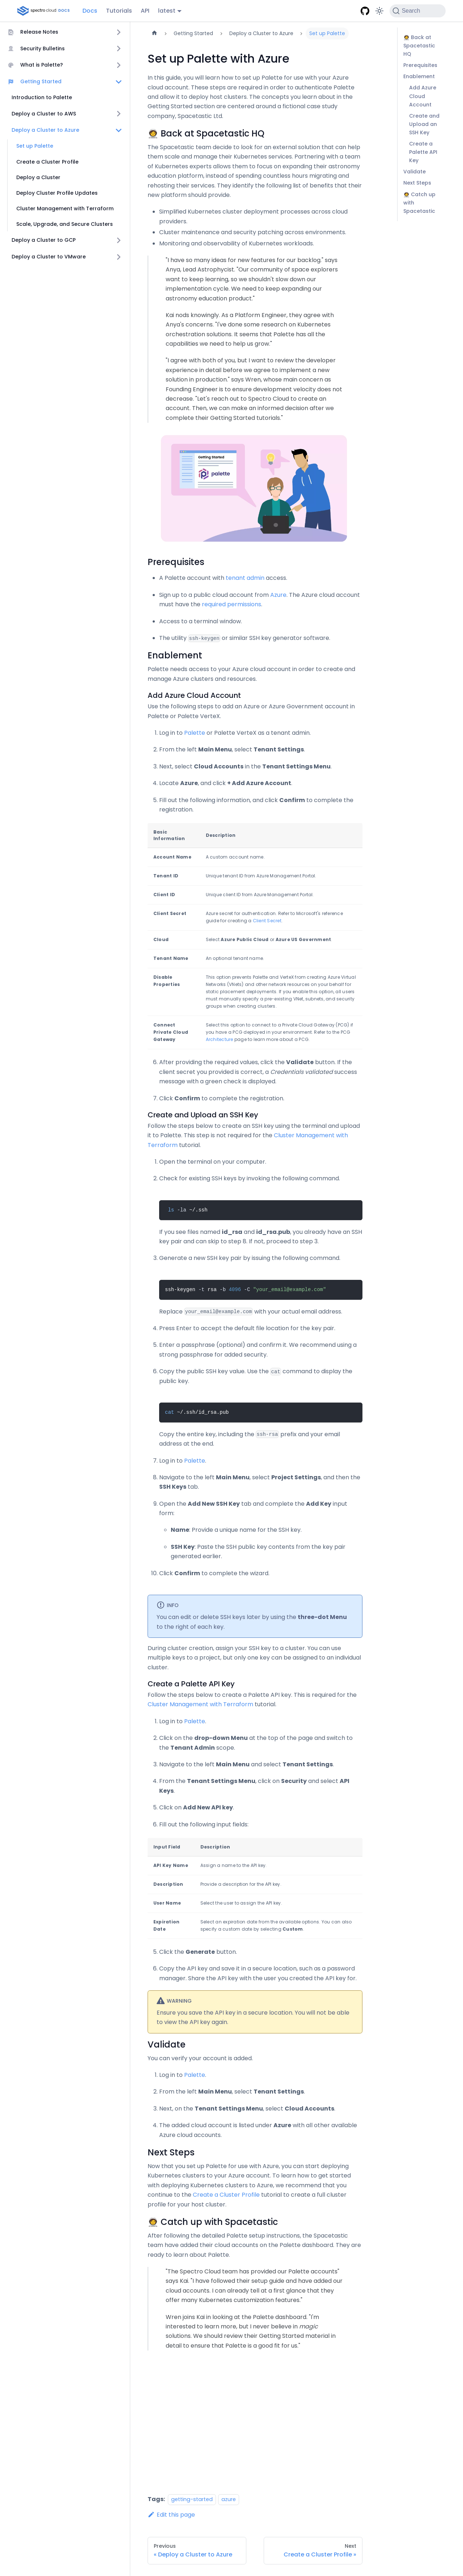 spectro cloud DOCS
Docs
Tutorials
API
latest
Search
Release Notes
Security Bulletins
What is Palette?
Getting Started
Introduction to Palette
Deploy a Cluster to AWS
Deploy a Cluster to Azure
Set up Palette
Create a Cluster Profile
Deploy a Cluster
Deploy Cluster Profile Updates
Cluster Management with Terraform
Scale, Upgrade, and Secure Clusters
Deploy a Cluster to GCP
Deploy a Cluster to VMware
Getting Started
Deploy a Cluster to Azure
Set up Palette
Set up Palette with Azure
In this guide, you will learn how to set up Palette for use with your Azure
cloud account. These steps are required in order to authenticate Palette
and allow it to deploy host clusters. The concepts you learn about in the
Getting Started section are centered around a fictional case study
company, Spacetastic Ltd.
🧑‍🚀 Back at Spacetastic HQ
The Spacetastic team decide to look for an external solution that can help
them manage their Kubernetes services. Partnering with a team of
Kubernetes experts allows them to migrate with efficiency to their cloud-
native architecture, focus on their domain expertise in educating
astronomy enthusiasts, and minimize the effort of hiring, migrating and
rehosting their services. They identify the following list of benefits that their
new platform should provide.
Simplified Kubernetes cluster deployment processes across cloud
providers.
Cluster maintenance and security patching across environments.
Monitoring and observability of Kubernetes workloads.
"I have so many ideas for new features for our backlog." says
Anya, Lead Astrophycist. "Our community of space explorers
want to keep learning, so we shouldn't slow down our
implementation cycle. We need to keep expanding our
astronomy education product."
Kai nods knowingly. As a Platform Engineer, they agree with
Anya's concerns. "I've done some research on Kubernetes
orchestration solutions. It seems that Palette has all the
capabilities we need to help us grow."
"I agree with both of you, but I want to review the developer
experience in detail before we agree to implement a new
solution in production." says Wren, whose main concern as
Founding Engineer is to ensure development velocity does not
decrease. "Let's reach out to Spectro Cloud to create an
account. Then, we can make an informed decision after we
complete their Getting Started tutorials."
palette
Prerequisites
A Palette account with tenant admin access.
Sign up to a public cloud account from Azure. The Azure cloud account
must have the required permissions.
Access to a terminal window.
The utility ssh-keygen or similar SSH key generator software.
Enablement
Palette needs access to your Azure cloud account in order to create and
manage Azure clusters and resources.
Add Azure Cloud Account
Use the following steps to add an Azure or Azure Government account in
Palette or Palette VerteX.
1. Log in to Palette or Palette VerteX as a tenant admin.
2. From the left Main Menu, select Tenant Settings.
3. Next, select Cloud Accounts in the Tenant Settings Menu.
4. Locate Azure, and click + Add Azure Account.
5. Fill out the following information, and click Confirm to complete the
registration.
Basic
Information
Description
Account Name
A custom account name
Tenant ID
Unique tenant ID from Azure Management Portal.
Client ID
Unique client ID from Azure Management Portal.
Client Secret
Azure secret for authentication. Refer to Microsoft's reference
guide for creating a Client Secret.
Cloud
Select Azure Public Cloud or Azure US Government.
Tenant Name
An optional tenant name.
Disable
Properties
This option prevents Palette and VerteX from creating Azure Virtual
Networks (VNets) and other network resources on your behalf for
static placement deployments. If you enable this option, all users
must manually specify a pre-existing VNet, subnets, and security
groups when creating clusters.
Connect
Private Cloud
Gateway
Select this option to connect to a Private Cloud Gateway (PCG) if
you have a PCG deployed in your environment. Refer to the PCG
Architecture page to learn more about a PCG.
6. After providing the required values, click the Validate button. If the
client secret you provided is correct, a Credentials validated success
message with a green check is displayed.
7. Click Confirm to complete the registration.
Create and Upload an SSH Key
Follow the steps below to create an SSH key using the terminal and upload
it to Palette. This step is not required for the Cluster Management with
Terraform tutorial.
1. Open the terminal on your computer.
2. Check for existing SSH keys by invoking the following command.
ls -la ~/.ssh
If you see files named id_rsa and id_rsa.pub, you already have an SSH
key pair and can skip to step 8. If not, proceed to step 3.
3. Generate a new SSH key pair by issuing the following command.
ssh-keygen -t rsa -b 4096 -C "your_email@example.com"
Replace your_email@example.com with your actual email address.
4. Press Enter to accept the default file location for the key pair.
5. Enter a passphrase (optional) and confirm it. We recommend using a
strong passphrase for added security.
6. Copy the public SSH key value. Use the cat command to display the
public key.
cat ~/.ssh/id_rsa.pub
Copy the entire key, including the ssh-rsa prefix and your email
address at the end.
7. Log in to Palette.
8. Navigate to the left Main Menu, select Project Settings, and then the
SSH Keys tab.
9. Open the Add New SSH Key tab and complete the Add Key input
form:
Name: Provide a unique name for the SSH key.
SSH Key: Paste the SSH public key contents from the key pair
generated earlier.
10. Click Confirm to complete the wizard.
INFO
You can edit or delete SSH keys later by using the three-dot Menu
to the right of each key.
During cluster creation, assign your SSH key to a cluster. You can use
multiple keys to a project, but only one key can be assigned to an individual
cluster.
Create a Palette API Key
Follow the steps below to create a Palette API key. This is required for the
Cluster Management with Terraform tutorial.
1. Log in to Palette.
2. Click on the drop-down Menu at the top of the page and switch to
the Tenant Admin scope.
3. Navigate to the left Main Menu and select Tenant Settings.
4. From the Tenant Settings Menu, click on Security and select API
Keys.
5. Click on Add New API key.
6. Fill out the following input fields:
Input Field
Description
API Key Name
Assign a name to the API key.
Description
Provide a description for the API key.
User Name
Select the user to assign the API key.
Expiration
Date
Select an expiration date from the available options. You can also
specify a custom date by selecting Custom.
5. Click the Generate button.
6. Copy the API key and save it in a secure location, such as a password
manager. Share the API key with the user you created the API key for.
WARNING
Ensure you save the API key in a secure location. You will not be able
to view the API key again.
Validate
You can verify your account is added.
1. Log in to Palette.
2. From the left Main Menu, select Tenant Settings.
3. Next, on the Tenant Settings Menu, select Cloud Accounts.
4. The added cloud account is listed under Azure with all other available
Azure cloud accounts.
Next Steps
Now that you set up Palette for use with Azure, you can start deploying
Kubernetes clusters to your Azure account. To learn how to get started
with deploying Kubernetes clusters to Azure, we recommend that you
continue to the Create a Cluster Profile tutorial to create a full cluster
profile for your host cluster.
🧑‍🚀 Catch up with Spacetastic
After following the detailed Palette setup instructions, the Spacetastic
team have added their cloud accounts on the Palette dashboard. They are
ready to learn about Palette.
"The Spectro Cloud team has provided our Palette accounts"
says Kai. "I have followed their setup guide and added our
cloud accounts. I can already tell at a first glance that they
offer many Kubernetes customization features."
Wren joins Kai in looking at the Palette dashboard. "I'm
interested to learn more, but I never believe in magic
solutions. We should review their Getting Started material in
detail to ensure that Palette is a good fit for us."
Tags:
getting-started
azure
Edit this page
Previous
« Deploy a Cluster to Azure
Next
Create a Cluster Profile »
🧑‍🚀 Back at
Spacetastic
HQ
Prerequisites
Enablement
Add Azure
Cloud
Account
Create and
Upload an
SSH Key
Create a
Palette API
Key
Validate
Next Steps
🧑‍🚀 Catch up
with
Spacetastic